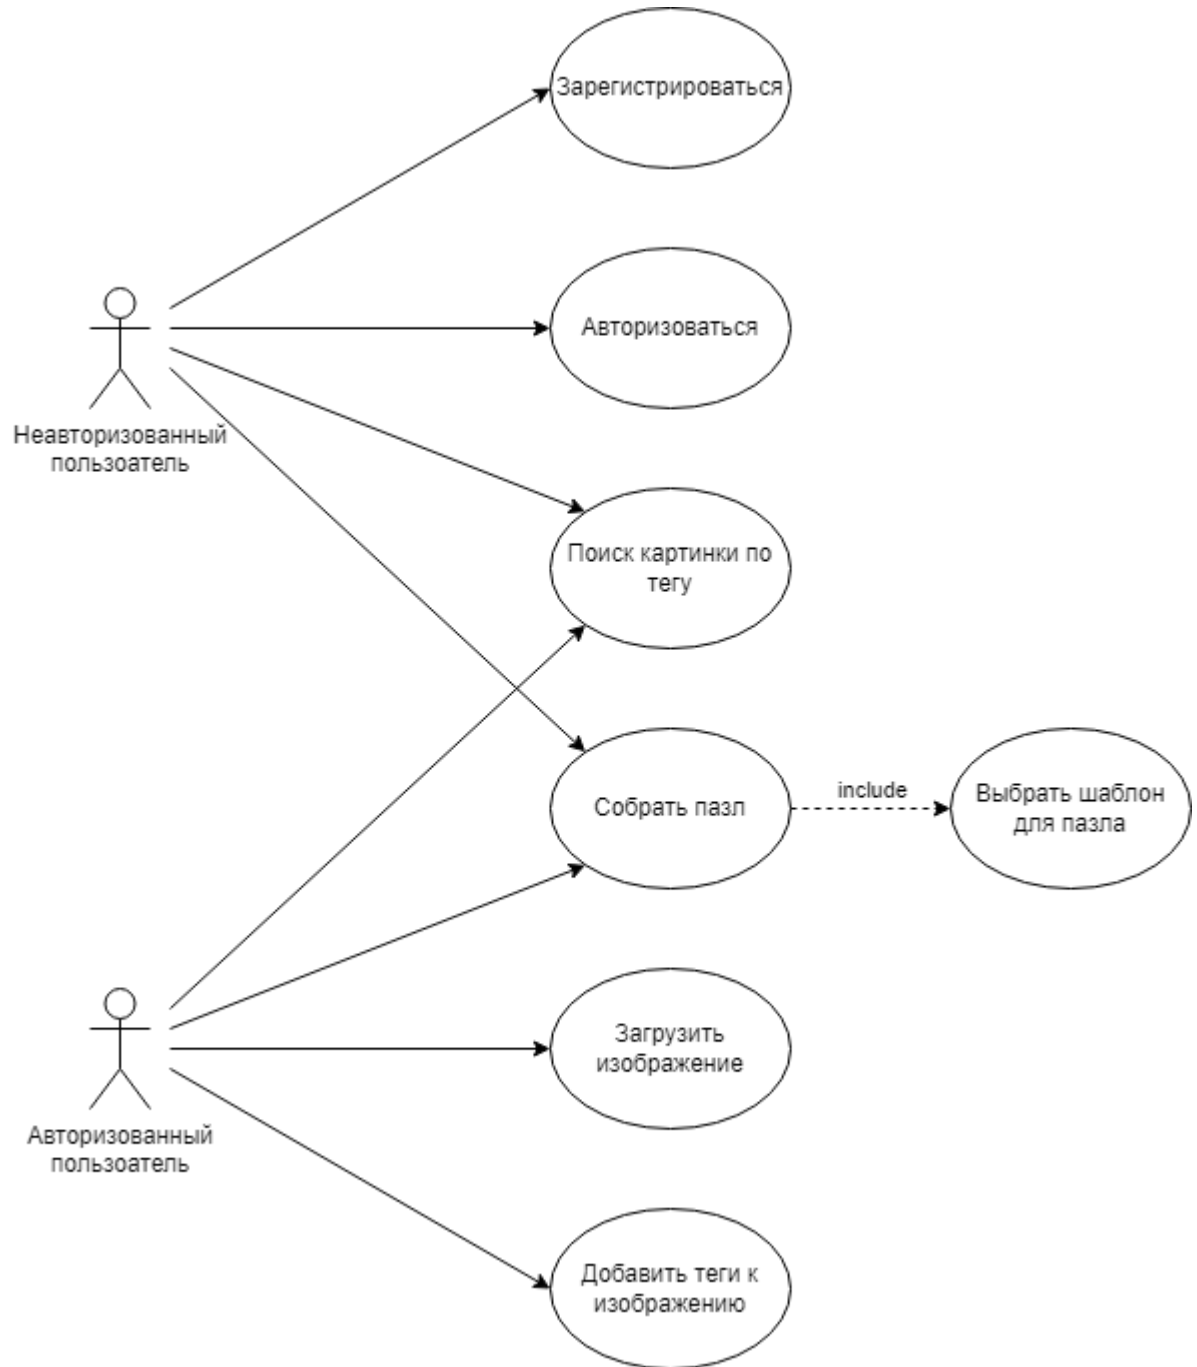 Зарегистрироваться
Авторизоваться
Неавторизованный
пользоатель
Поиск картинки по
тегу
Собрать пазл
include
Выбрать шаблон
для пазла
Загрузить
изображение
Авторизованный
пользоатель
Добавить теги к
изображению